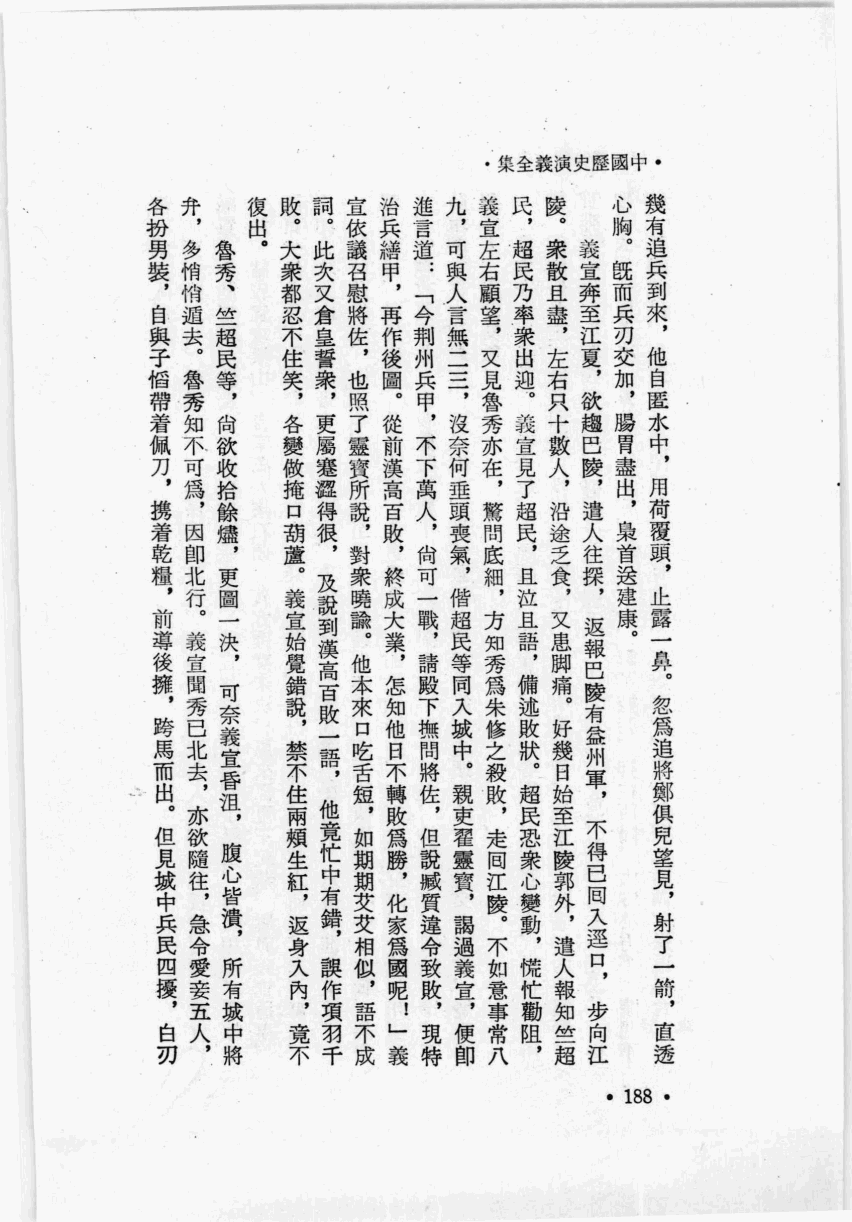 •中國歷史演義全集•
幾有追兵到來，他自匿水中，用荷覆頭，止露一鼻。忽爲追將鄭俱兒望見，射了一箭，直透
心胸。旣而兵刃交加，腸胃盡出，梟首送建康。
義宣奔至江夏，欲趨巴陵，遣人往探，返報巴陵有益州軍，不得已囘入逕口，步向江
陵。衆散且盡，左右只十數人，沿途乏食，又患脚痛。好幾日始至江陵郭外，遣人報知竺超
民，超民乃率衆出迎。義宣見了超民，且泣且語，備述敗狀。超民恐衆心變動，慌忙勸阻，
義宣左右顧望，又見魯秀亦在，驚問底細，方知秀爲朱修之殺敗，走囘江陵。不如意事常八
九，可與人言無二三，沒奈何垂頭喪氣，偕超民等同入城中。親吏翟靈寶，謁過義宣，便卽
進言道：「今荆州兵甲，不下萬人，尙可一戰，請殿下撫問將佐，但說臧質違令致敗，現特
治兵繕甲，再作後圖。從前漢高百敗，終成大業，怎知他日不轉敗爲勝，化家爲國呢！」義
宣依議召慰將佐，也照了靈寶所說，對衆曉諭。他本來口吃舌短，如期期艾艾相似，語不成
詞。此次又倉皇誓衆，更屬蹇澀得很，及說到漢高百敗一語，他竟忙中有錯，誤作項羽千
敗。大衆都忍不住笑，各變做掩口葫蘆。義宣始覺錯說，禁不住兩頰生紅，返身入內，竟不
復出。
魯秀、竺超民等，尙欲收拾餘燼，更圖一決，可奈義宣昏沮，腹心皆潰，所有城中將
弁，多悄悄遁去。魯秀知不可爲，因卽北行。義宣聞秀已北去，亦欲隨往，急令愛妾五人，
各扮男裝，自與子慆帶着佩刀，携着乾糧，前導後擁，跨馬而出。但見城中兵民四擾，白刃
•188•